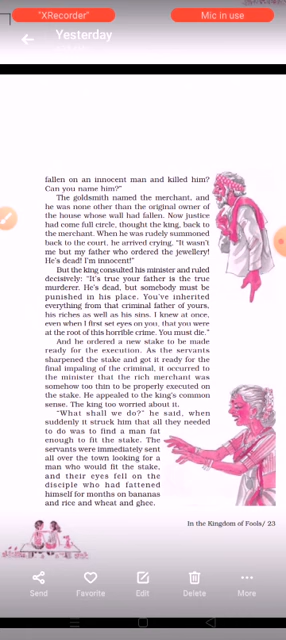 "XRecorder"
Mic in use
Yesterday
fallen on an innocent man and killed him?
Can you name him?"
The goldsmith named the merchant, and
he was none other than the original owner of
the house whose wall had fallen. Now justice
had come full circle, thought the king, back to
the merchant. When he was rudely summoned
back to the court, he arrived crying, "It wasn't
me but my father who ordered the jewellery!
He's dead! I'm innocent!"
But the king consulted his minister and ruled
decisively: "It's true your father is the true
murderer. He's dead, but somebody must be
punished in his place. You've inherited
everything from that criminal father of yours,
his riches as well as his sins. I knew at once,
even when I first set eyes on you, that you were
at the root of this horrible crime. You must die."
And he ordered a new stake to be made
ready for the execution. As the servants
sharpened the stake and got it ready for the
final impaling of the criminal, it occurred to
the minister that the rich merchant was
somehow too thin to be properly executed on
the stake. He appealed to the king's common
sense. The king too worried about it.
"What shall we do?" he said, when
suddenly it struck him that all they needed
to do was to find a man fat
enough to fit the stake. The
servants were immediately sent
all over the town looking for a
man who would fit the stake,
and their eyes fell on the
disciple who had fattened
himself for months on bananas
and rice and wheat and ghee.
In the Kingdom of Fools/ 23
Send
Favorite
Edit
Delete
More